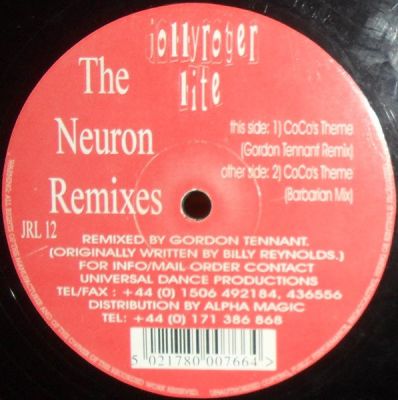 jollyroger
lite
The
Neuron
Remixes
JRL 12
this side: 1) CoCo's Theme
(Gordon Tennant Remix)
other side: 2) CoCo's Theme
(Barbarian Mix)
REMIXED BY GORDON TENNANT.
(ORIGINALLY WRITTEN BY BILLY REYNOLDS.)
FOR INFO/MAIL ORDER CONTACT
UNIVERSAL DANCE PRODUCTIONS
TEL/FAX : +44 (0) 1506 492184, 436556
DISTRIBUTION BY ALPHA MAGIC
TEL: +44 (0) 171 386 868
5 021780 007664 >